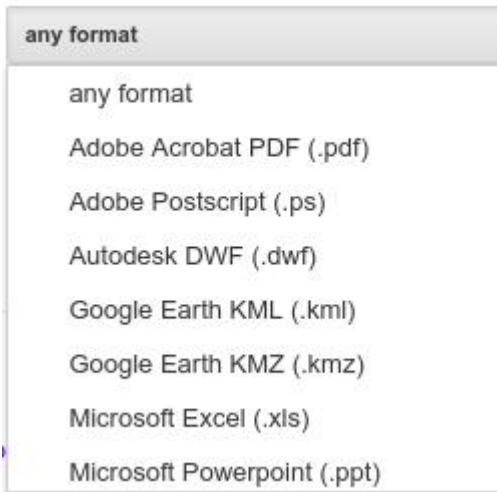 any format
any format
Adobe Acrobat PDF (.pdf)
Adobe Postscript (.ps)
Autodesk DWF (.dwf)
Google Earth KML (.kml)
Google Earth KMZ (.kmz)
Microsoft Excel (.xls)
Microsoft Powerpoint (.ppt)